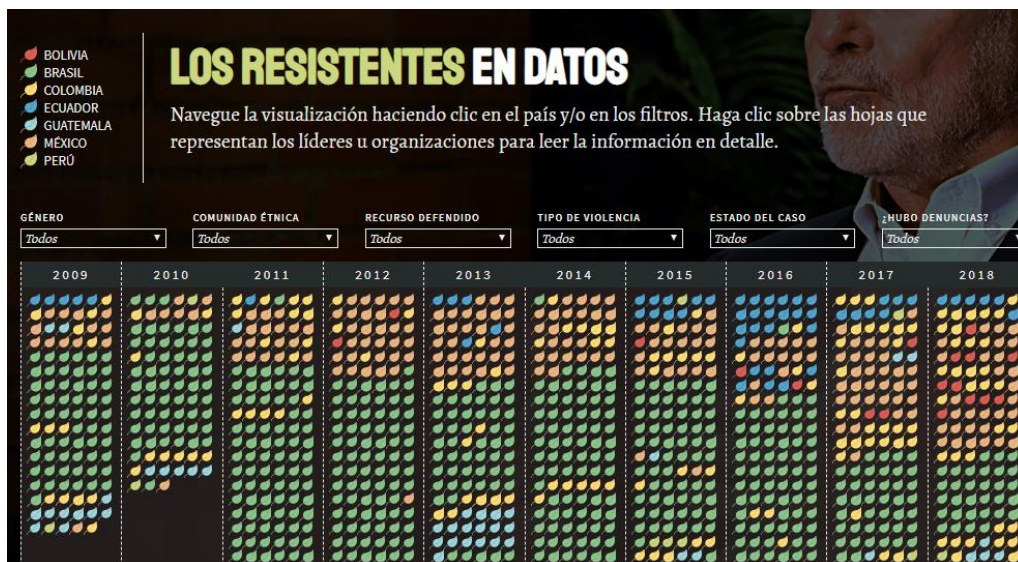 BOLIVIA
BRASIL
COLOMBIA
ECUADOR
GUATEMALA
MÉXICO
PERÚ
LOS RESISTENTES EN DATOS
Navegue la visualización haciendo clic en el país y/o en los filtros. Haga clic sobre las hojas que
representan los líderes u organizaciones para leer la información en detalle.
GÉNERO COMUNIDAD ÉTNICA RECURSO DEFENDIDO TIPO DE VIOLENCIA ESTADO DEL CASO ¿HUBO DENUNCIAS?
Todos Todos Todos Todos Todos Todos
2009 2010 2011 2012 2013 2014 2015 2016 2017 2018